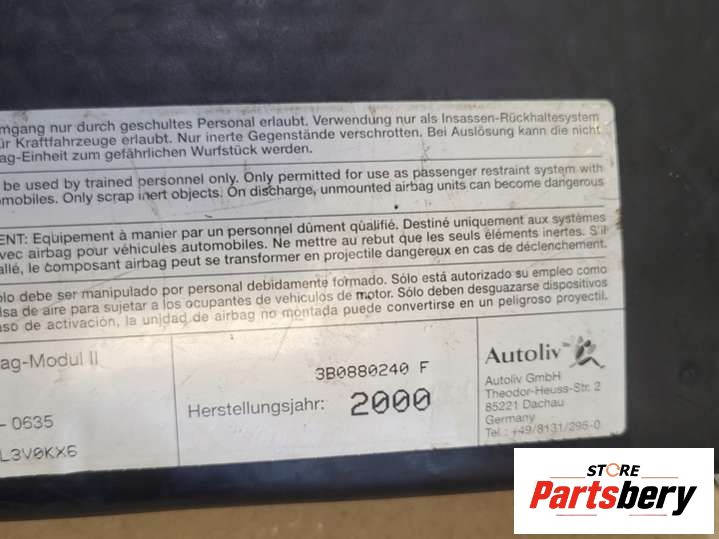 mgang nur durch geschultes Personal erlaubt. Verwendung nur als Insassen-Rückhaltesystem
ür Kraftfahrzeuge erlaubt. Nur inerte Gegenstände verschrotten. Bei Auslösung kann die nicht
ag-Einheit zum gefährlichen Wurfstück werden.
be used by trained personnel only. Only permitted for use as passenger restraint system with
omobiles. Only scrap inert objects. On discharge, unmounted airbag units can become dangerous
ENT: Equipement à manier par un personnel dûment qualifié. Destiné uniquement aux systèmes
vec airbag pour véhicules automobiles. Ne mettre au rebut que les seuls éléments inertes. S'il
allé, le composant airbag peut se transformer en projectile dangereux en cas de déclenchement.
olo debe ser manipulado por personal debidamente formado. Sólo está autorizado su empleo como
lsa de aire para sujetar a los ocupantes de vehículos de motor. Sólo deben desguazarse dispositivos
aso de activación, la unidad de airbag no montada puede convertirse en un peligroso proyectil.
ag-Modul II
- 0635
L3V0KX6
3B0880240 F
Herstellungsjahr: 2000
Autoliv™
Autoliv GmbH
Theodor-Heuss-Str. 2
85221 Dachau
Germany
Tel.: +49/8131/295-0
STORE
Partsbery